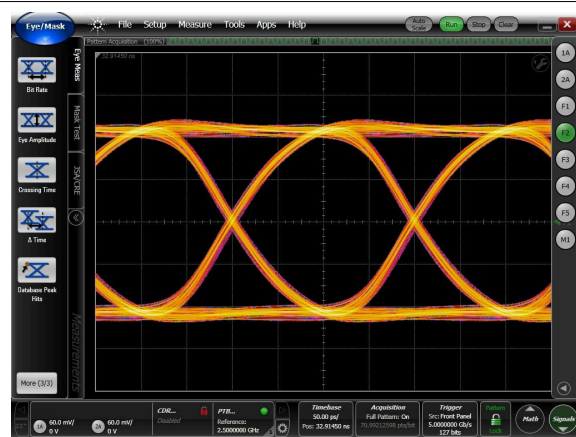 Eye/Mask
File Setup Measure Tools Apps Help
Auto Scale
Run
Stop
Clear
Pattern Acquisition (100%)
32.91450 ns
Eye Meas
Mask Test
JSA/CRE
Bit Rate
Eye Amplitude
Crossing Time
Δ Time
Database Peak
Hits
More (3/3)
Measurements
1A
2A
F1
F2
F3
F4
F5
M1
1A 60.0 mV/
0 V
2A 60.0 mV/
0 V
CDR...
Disabled
PTB...
Reference:
2.5000000 GHz
Timebase
50.00 ps/
Pos: 32.91450 ns
Acquisition
Full Pattern: On
70.99212598 pts/bit
Trigger
Src: Front Panel
5.0000000 Gb/s
127 bits
Pattern
Lock
Math
Signals